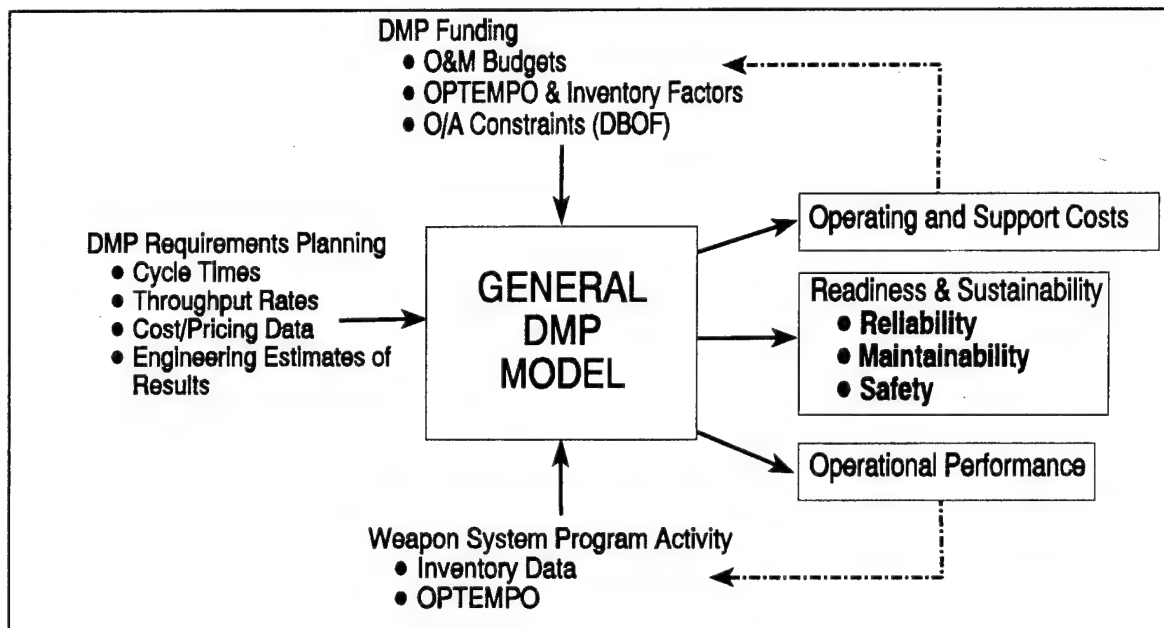 DMP Funding
● O&M Budgets
● OPTEMPO & Inventory Factors
● O/A Constraints (DBOF)
DMP Requirements Planning
● Cycle Times
● Throughput Rates
● Cost/Pricing Data
● Engineering Estimates of
Results
GENERAL
DMP
MODEL
Operating and Support Costs
Readiness & Sustainability
● Reliability
● Maintainability
● Safety
Operational Performance
Weapon System Program Activity
● Inventory Data
● OPTEMPO